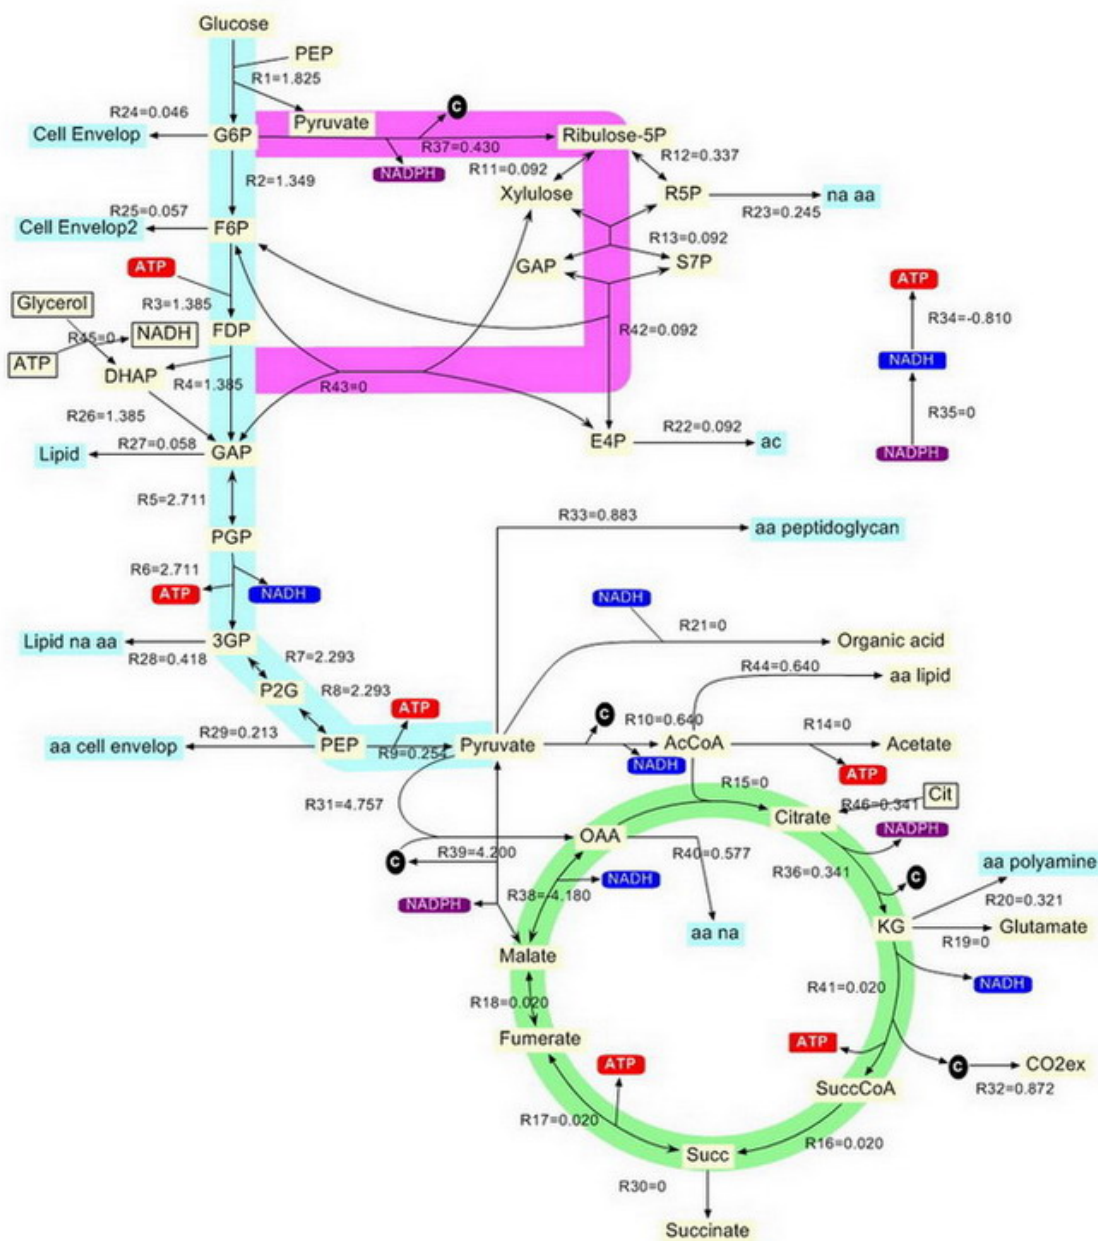 Glucose
PEP
R1=1.825
R24=0.046
Pyruvate
C
Cell Envelop
G6P
R37=0.430
Ribulose-5P
NADPH
R12=0.337
R11=0.092
R2=1.349
Xylulose
R5P
na aa
R23=0.245
R25=0.057
Cell Envelop2
F6P
R13=0.092
GAP
S7P
ATP
R3=1.385
Glycerol
R45=0
NADH
ATP
FDP
R42=0.092
ATP
R34=-0.810
NADH
DHAP
R4=1.385
R43=0
R26=1.385
R35=0
NADPH
R27=0.058
Lipid
GAP
E4P
R22=0.092
ac
R5=2.711
R33=0.883
aa peptidoglycan
PGP
R6=2.711
ATP
NADH
NADH
Lipid na aa
3GP
R21=0
Organic acid
R28=0.418
R7=2.293
R44=0.640
aa lipid
P2G
R8=2.293
ATP
C
R29=0.213
R10=0.640
R14=0
aa cell envelop
PEP
R9=0.254
Pyruvate
AcCoA
Acetate
NADH
ATP
R15=0
R31=4.757
R46=0.341
Cit
Citrate
OAA
NADPH
C
R39=4.200
R40=0.577
R36=0.341
aa polyamine
C
R38=-4.180
NADH
R20=0.321
NADPH
aa na
KG
Glutamate
R19=0
Malate
NADH
R41=0.020
R18=0.020
Fumerate
ATP
ATP
C
CO2ex
R32=0.872
SuccCoA
R17=0.020
R16=0.020
Succ
R30=0
Succinate